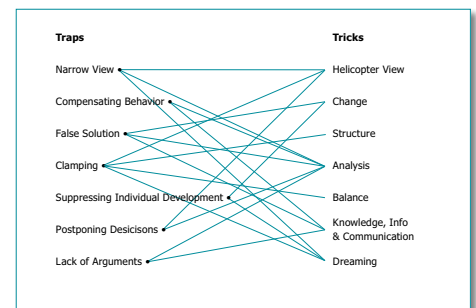 Traps
Tricks
Narrow View
Helicopter View
Compensating Behavior
Change
False Solution
Structure
Clamping
Analysis
Suppressing Individual Development
Balance
Postponing Desicisons
Knowledge, Info
& Communication
Lack of Arguments
Dreaming